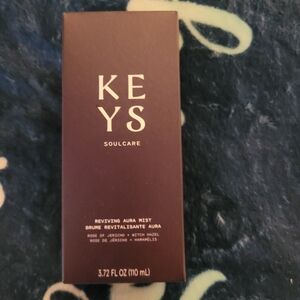 KE
YS
SOULCARE
REVIVING AURA MIST
BRUME REVITALISANTE AURA
ROSE OF JERICHO + WITCH HAZEL
ROSE DE JÉRICHO + HAMAMÉLIS
3.72 FL OZ (110 mL)